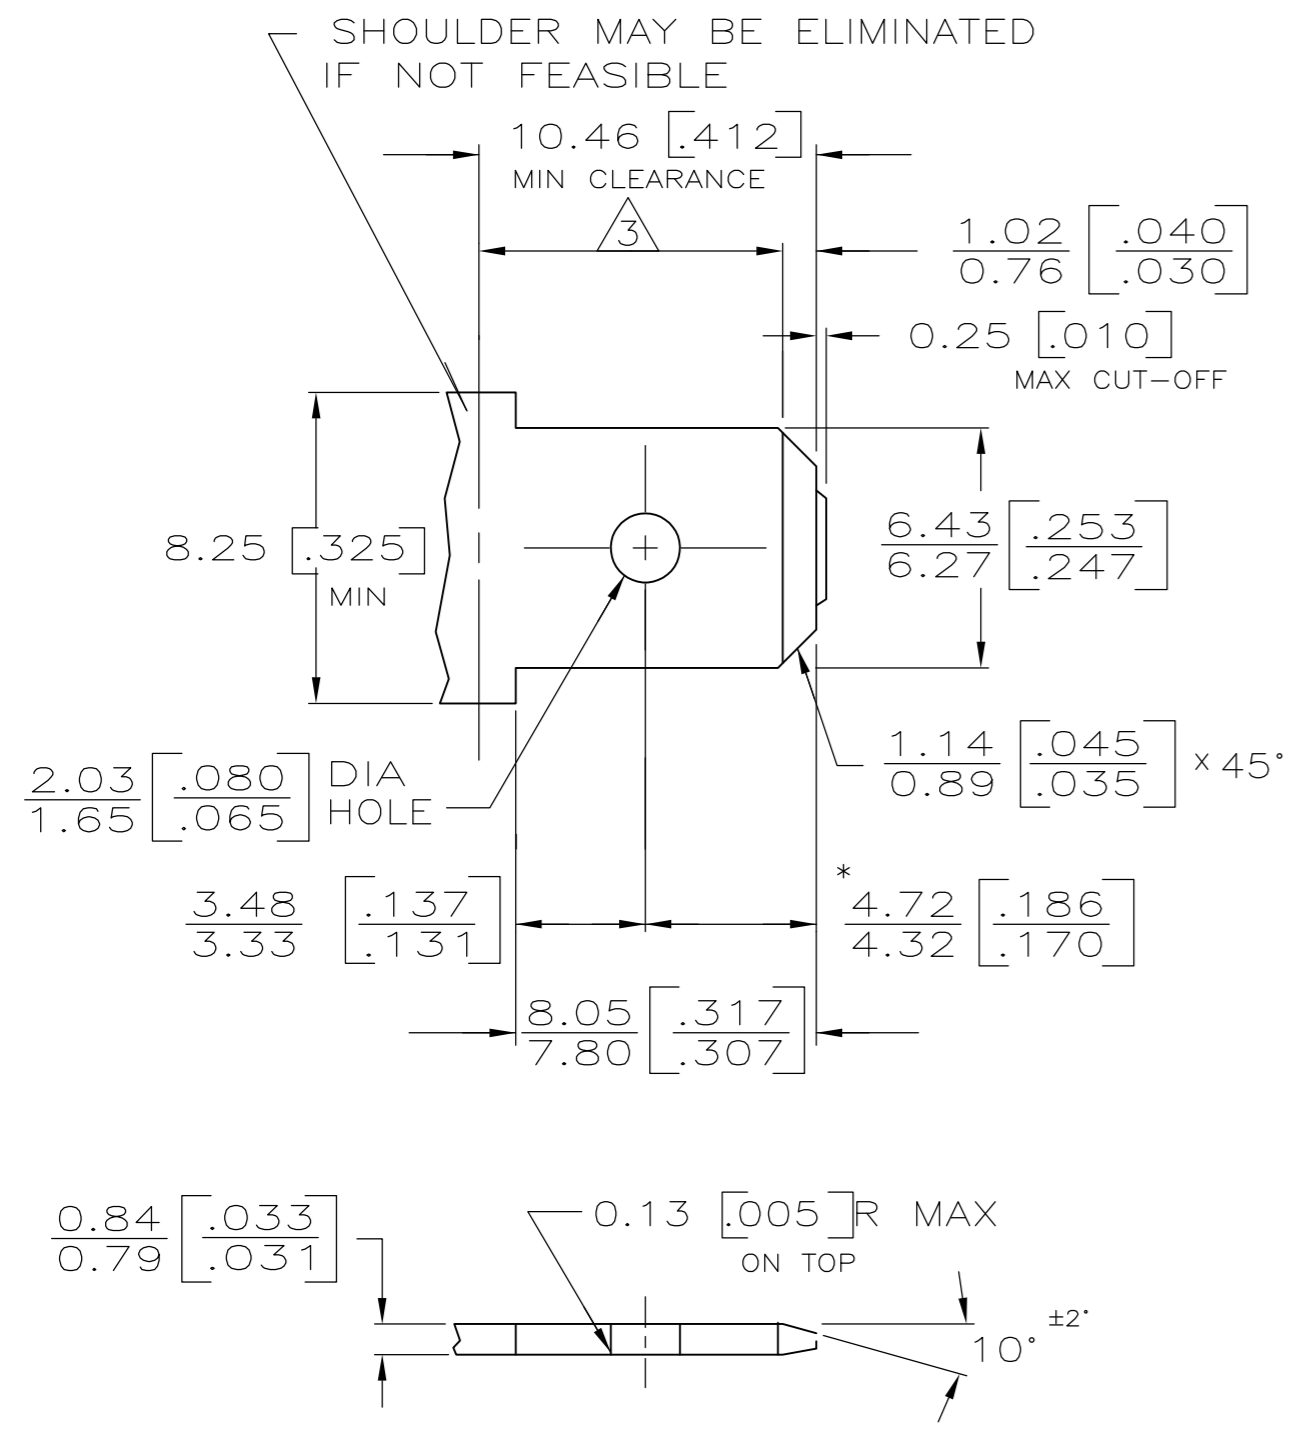 SHOULDER MAY BE ELIMINATED
IF NOT FEASIBLE
10.46 [.412]
MIN CLEARANCE
3
1.02 [.040
0.76 .030]
0.25 [.010]
MAX CUT-OFF
8.25 [.325]
MIN
6.43 [.253
6.27 .247]
2.03 [.080
1.65 .065]
DIA
HOLE
1.14 [.045
0.89 .035] x 45°
3.48 [.137
3.33 .131]
*
4.72 [.186
4.32 .170]
8.05 [.317
7.80 .307]
0.84 [.033
0.79 .031]
0.13 [.005] R MAX
ON TOP
10° ±2°